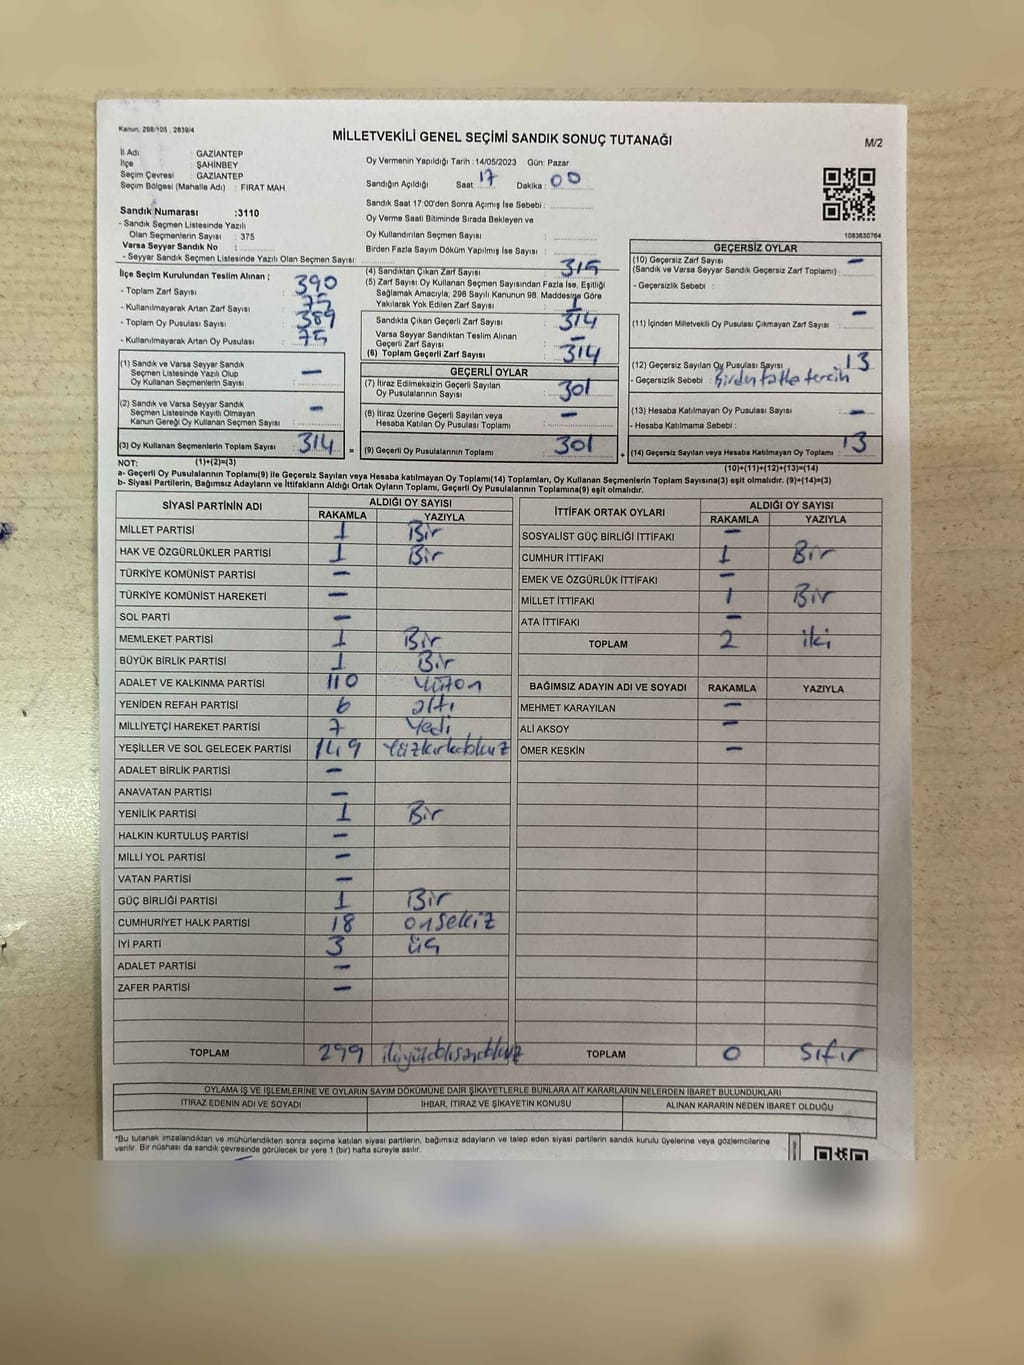 Kanun, 298/105 , 2839/4
MİLLETVEKİLİ GENEL SEÇİMİ SANDIK SONUÇ TUTANAĞI
M/2
İl Adı : GAZİANTEP
İlçe : ŞAHİNBEY
Seçim Çevresi : GAZİANTEP
Seçim Bölgesi (Mahalle Adı) : FIRAT MAH.
Oy Vermenin Yapıldığı Tarih : 14/05/2023 Gün: Pazar
Sandığın Açıldığı Saat : 17 Dakika : 00
Sandık Saat 17:00'den Sonra Açımış İse Sebebi :
Oy Verme Saati Bitiminde Sırada Bekleyen ve
Oy Kullandırılan Seçmen Sayısı :
Birden Fazla Sayım Döküm Yapılmış İse Sayısı :
1083630764
Sandık Numarası :3110
- Sandık Seçmen Listesinde Yazılı
Olan Seçmenlerin Sayısı : 375
Varsa Seyyar Sandık No :
- Seyyar Sandık Seçmen Listesinde Yazılı Olan Seçmen Sayısı :
İlçe Seçim Kurulundan Teslim Alınan ;
- Toplam Zarf Sayısı : 390
- Kullanılmayarak Artan Zarf Sayısı : 75
- Toplam Oy Pusulası Sayısı : 389
- Kullanılmayarak Artan Oy Pusulası : 75
(1) Sandık ve Varsa Seyyar Sandık
Seçmen Listesinde Yazılı Olup
Oy Kullanan Seçmenlerin Sayısı : -
(2) Sandık ve Varsa Seyyar Sandık
Seçmen Listesinde Kayıtlı Olmayan
Kanun Gereği Oy Kullanan Seçmenlerin Sayısı : -
(3) Oy Kullanan Seçmenlerin Toplam Sayısı : 314 =
(4) Sandıktan Çıkan Zarf Sayısı : 315
(5) Zarf Sayısı Oy Kullanan Seçmen Sayısından Fazla İse, Eşitliği
Sağlamak Amacıyla; 298 Sayılı Kanunun 98. Maddesine Göre
Yakılarak Yok Edilen Zarf Sayısı : 1
Sandıkta Çıkan Geçerli Zarf Sayısı : 314
Varsa Seyyar Sandıktan Teslim Alınan
Geçerli Zarf Sayısı : -
(6) Toplam Geçerli Zarf Sayısı : 314
GEÇERLİ OYLAR
(7) İtiraz Edilmeksizin Geçerli Sayılan
Oy Pusulasının Sayısı : 301
(8) İtiraz Üzerine Geçerli Sayılan veya
Hesaba Katılan Oy Pusulası Toplamı : -
(9) Geçerli Oy Pusulalarının Toplamı : 301 +
GEÇERSİZ OYLAR
(10) Geçersiz Zarf Sayısı : -
(Sandık ve Varsa Seyyar Sandık Geçersiz Zarf Toplamı)
- Geçersizlik Sebebi :
(11) İçinden Milletvekili Oy Pusulası Çıkmayan Zarf Sayısı : -
(12) Geçersiz Sayılan Oy Pusulası Sayısı : 13
- Geçersizlik Sebebi : Birden fazla tercih
(13) Hesaba Katılmayan Oy Pusulası Sayısı : -
- Hesaba Katılmama Sebebi :
(14) Geçersiz Sayılan veya Hesaba Katılmayan Oy Toplamı : 13
NOT: (1)+(2)=(3)
(10)+(11)+(12)+(13)=(14)
a- Geçerli Oy Pusulalarının Toplamı(9) ile Geçersiz Sayılan veya Hesaba katılmayan Oy Toplamı(14) Toplamları, Oy Kullanan Seçmenlerin Toplam Sayısına(3) eşit olmalıdır. (9)+(14)=(3)
b- Siyasi Partilerin, Bağımsız Adayların ve İttifakların Aldığı Ortak Oyların Toplamı, Geçerli Oy Pusulalarının Toplamına(9) eşit olmalıdır.
SİYASİ PARTİNİN ADI ALDIĞI OY SAYISI
RAKAMLA YAZIYLA
MİLLET PARTİSİ 1 Bir
HAK VE ÖZGÜRLÜKLER PARTİSİ 1 Bir
TÜRKİYE KOMÜNİST PARTİSİ -
TÜRKİYE KOMÜNİST HAREKETİ -
SOL PARTİ -
MEMLEKET PARTİSİ 1 Bir
BÜYÜK BİRLİK PARTİSİ 1 Bir
ADALET VE KALKINMA PARTİSİ 110 Yüzon
YENİDEN REFAH PARTİSİ 6 altı
MİLLİYETÇİ HAREKET PARTİSİ 7 Yedi
YEŞİLLER VE SOL GELECEK PARTİSİ 149 Yüzkırkdokuz
ADALET BİRLİK PARTİSİ -
ANAVATAN PARTİSİ -
YENİLİK PARTİSİ 1 Bir
HALKIN KURTULUŞ PARTİSİ -
MİLLİ YOL PARTİSİ -
VATAN PARTİSİ -
GÜÇ BİRLİĞİ PARTİSİ 1 Bir
CUMHURİYET HALK PARTİSİ 18 onsekiz
İYİ PARTİ 3 üç
ADALET PARTİSİ -
ZAFER PARTİSİ -
TOPLAM 299
İTTİFAK ORTAK OYLARI ALDIĞI OY SAYISI
RAKAMLA YAZIYLA
SOSYALİST GÜÇ BİRLİĞİ İTTİFAKI -
CUMHUR İTTİFAKI 1 Bir
EMEK VE ÖZGÜRLÜK İTTİFAKI -
MİLLET İTTİFAKI 1 Bir
ATA İTTİFAKI -
TOPLAM 2 iki
BAĞIMSIZ ADAYIN ADI VE SOYADI RAKAMLA YAZIYLA
MEHMET KARAYILAN -
ALİ AKSOY -
ÖMER KESKİN -
TOPLAM 0 Sıfır
OYLAMA İŞ VE İŞLEMLERİNE VE OYLARIN SAYIM DÖKÜMÜNE DAİR ŞİKAYETLERLE BUNLARA AİT KARARLARIN NELERDEN İBARET BULUNDUKLARI
İTİRAZ EDENİN ADI VE SOYADI İHBAR, İTİRAZ VE ŞİKAYETİN KONUSU ALINAN KARARIN NEDEN İBARET OLDUĞU
*Bu tutanak imzalandıktan ve mühürlendikten sonra seçime katılan siyasi partilerin, bağımsız adayların ve talep eden siyasi partilerin sandık kurulu üyelerine veya gözlemcilerine
verilir. Bir nüshası da sandık çevresinde görülecek bir yere 1 (bir) hafta süreyle asılır.